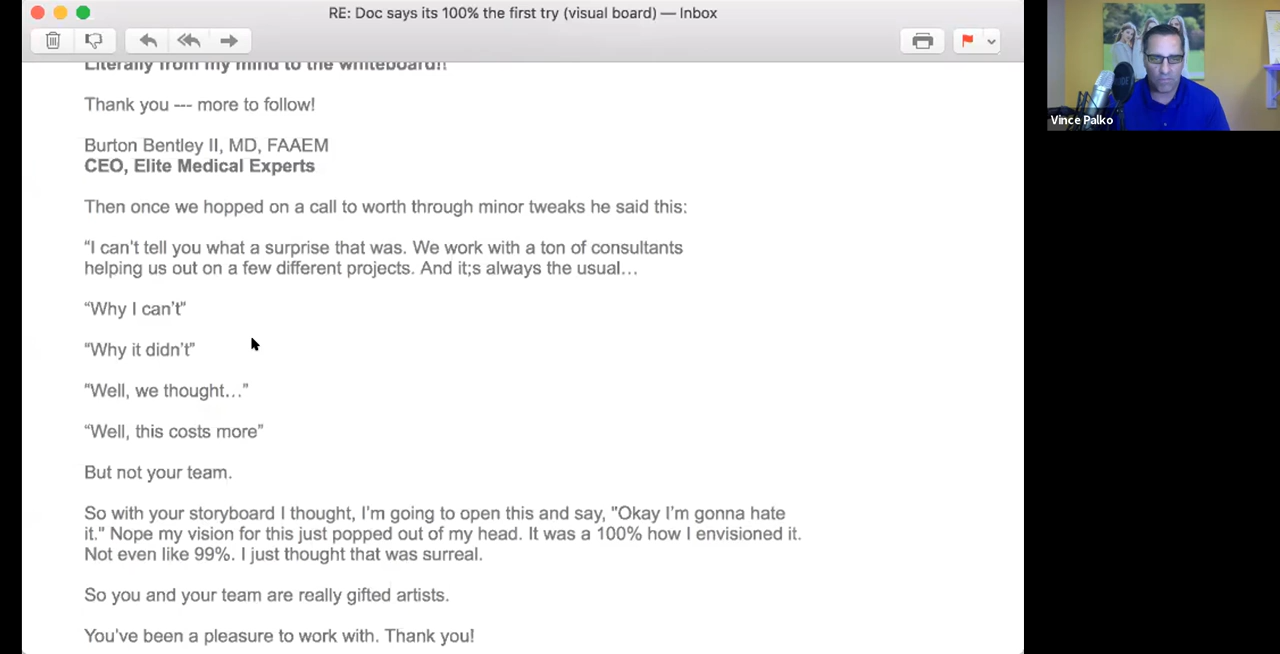 RE: Doc says its 100% the first try (visual board) — Inbox
Literally from my mind to the whiteboard!!
Thank you --- more to follow!
Burton Bentley II, MD, FAAEM
CEO, Elite Medical Experts
Then once we hopped on a call to worth through minor tweaks he said this:
“I can't tell you what a surprise that was. We work with a ton of consultants
helping us out on a few different projects. And it;s always the usual…
“Why I can’t”
“Why it didn’t”
“Well, we thought…”
“Well, this costs more”
But not your team.
So with your storyboard I thought, I’m going to open this and say, "Okay I’m gonna hate
it." Nope my vision for this just popped out of my head. It was a 100% how I envisioned it.
Not even like 99%. I just thought that was surreal.
So you and your team are really gifted artists.
You've been a pleasure to work with. Thank you!
Vince Palko